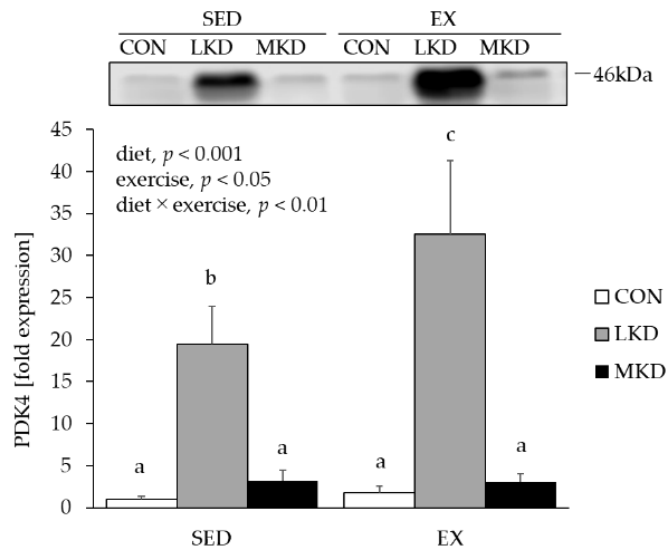 SED EX
CON LKD MKD CON LKD MKD
46kDa
45
40
35
30
25
20
15
10
5
0
PDK4 [fold expression]
diet, p < 0.001
exercise, p < 0.05
diet × exercise, p < 0.01
a b a a c a
SED EX
CON
LKD
MKD